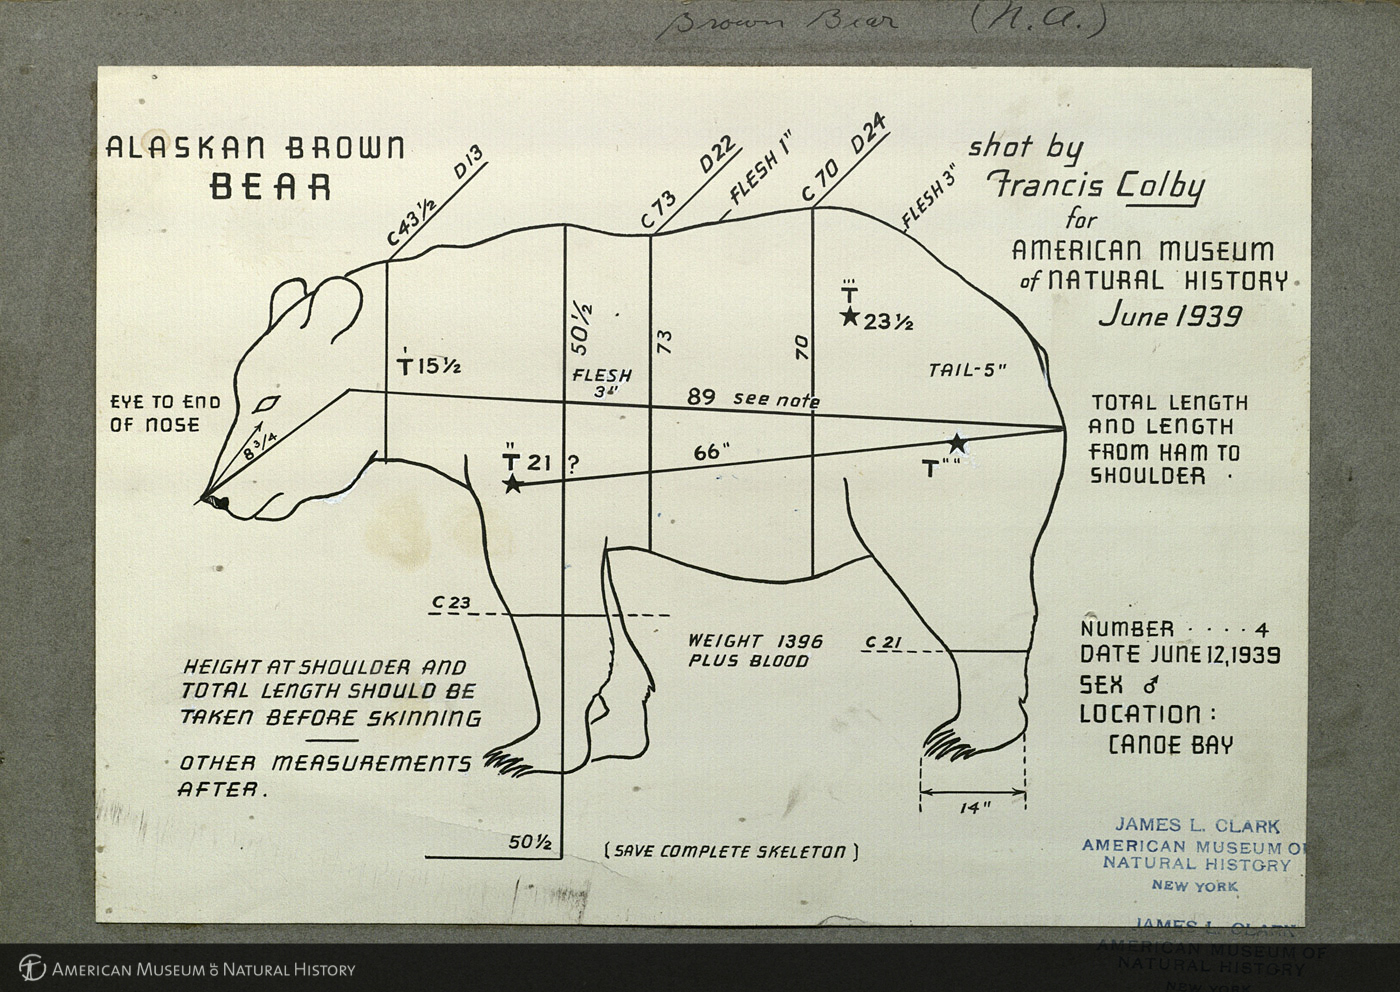 Brown Bear (N.A.)
ALASKAN BROWN
BEAR
C 43½ D13
C 73 D22
FLESH 1"
C 70 D24
FLESH 3"
shot by
Francis Colby
for
AMERICAN MUSEUM
of NATURAL HISTORY
June 1939
T' 15½
50½
FLESH
3"
73
70
T''' ★ 23½
TAIL-5"
89 see note
EYE TO END
OF NOSE
8¾
T'' 21 ?
66"
T''''
TOTAL LENGTH
AND LENGTH
FROM HAM TO
SHOULDER
C 23
C 21
WEIGHT 1396
PLUS BLOOD
HEIGHT AT SHOULDER AND
TOTAL LENGTH SHOULD BE
TAKEN BEFORE SKINNING
OTHER MEASUREMENTS
AFTER.
NUMBER .... 4
DATE JUNE 12, 1939
SEX ♂
LOCATION:
CANOE BAY
14"
50½
(SAVE COMPLETE SKELETON)
JAMES L. CLARK
AMERICAN MUSEUM OF
NATURAL HISTORY
NEW YORK
JAMES L. CLARK
AMERICAN MUSEUM OF
NATURAL HISTORY
NEW YORK
AMERICAN MUSEUM OF NATURAL HISTORY